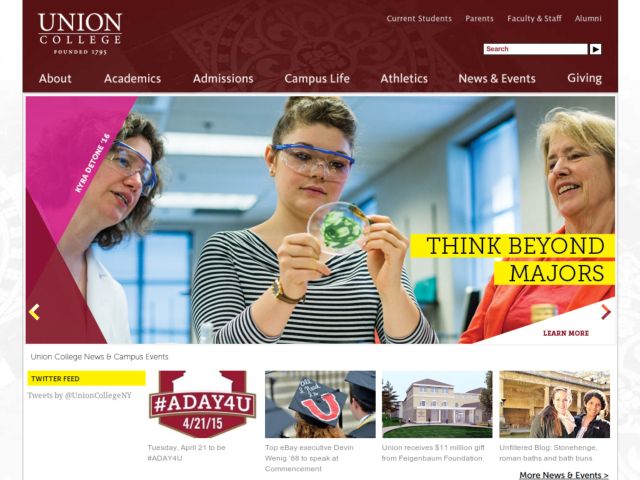 UNION
COLLEGE
FOUNDED 1795
Current Students Parents Faculty & Staff Alumni
Search
About Academics Admissions Campus Life Athletics News & Events Giving
KYRA DETONE '16
THINK BEYOND
MAJORS
LEARN MORE
Union College News & Campus Events
TWITTER FEED
Tweets by @UnionCollegeNY
#ADAY4U
4/21/15
Tuesday, April 21 to be
#ADAY4U
All I
Need
U
Top eBay executive Devin
Wenig '88 to speak at
Commencement
Union receives $11 million gift
from Feigenbaum Foundation
Unfiltered Blog: Stonehenge,
roman baths and bath buns
More News & Events >